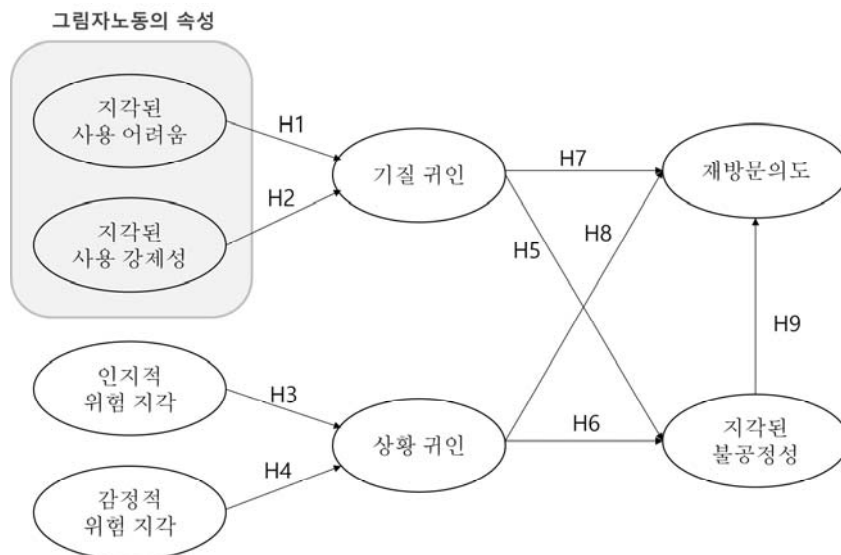 그림자노동의 속성
지각된
사용 어려움
H1
기질 귀인
H7
재방문의도
H2
지각된
사용 강제성
H8
H5
H9
인지적
위험 지각
H3
상황 귀인
H6
지각된
불공정성
H4
감정적
위험 지각